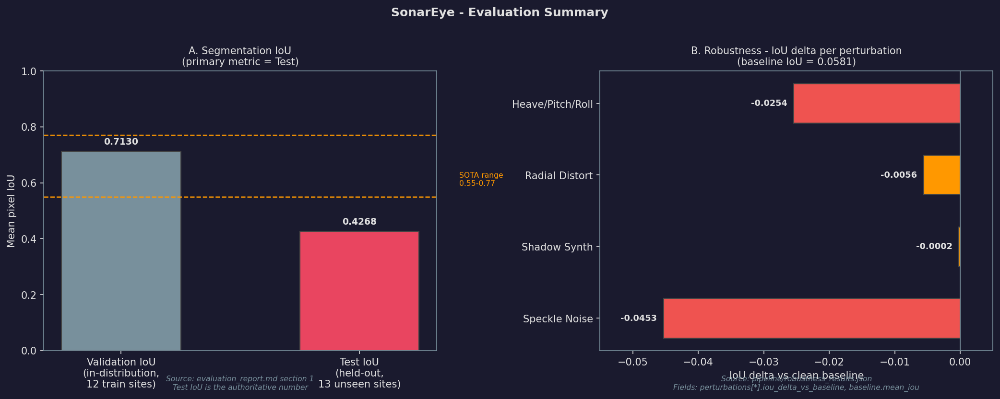 SonarEye - Evaluation Summary
A. Segmentation IoU
(primary metric = Test)
Mean pixel IoU
1.0
0.8
0.6
0.4
0.2
0.0
0.7130
0.4268
SOTA range
0.55-0.77
Validation IoU
(in-distribution,
12 train sites)
Test IoU
(held-out,
13 unseen sites)
Source: evaluation_report.md section 1
Test IoU is the authoritative number
B. Robustness - IoU delta per perturbation
(baseline IoU = 0.0581)
Heave/Pitch/Roll
-0.0254
Radial Distort
-0.0056
Shadow Synth
-0.0002
Speckle Noise
-0.0453
−0.05
−0.04
−0.03
−0.02
−0.01
0.00
IoU delta vs clean baseline
Source: pipeline/robustness_results.json
Fields: perturbations[*].iou_delta_vs_baseline, baseline.mean_iou